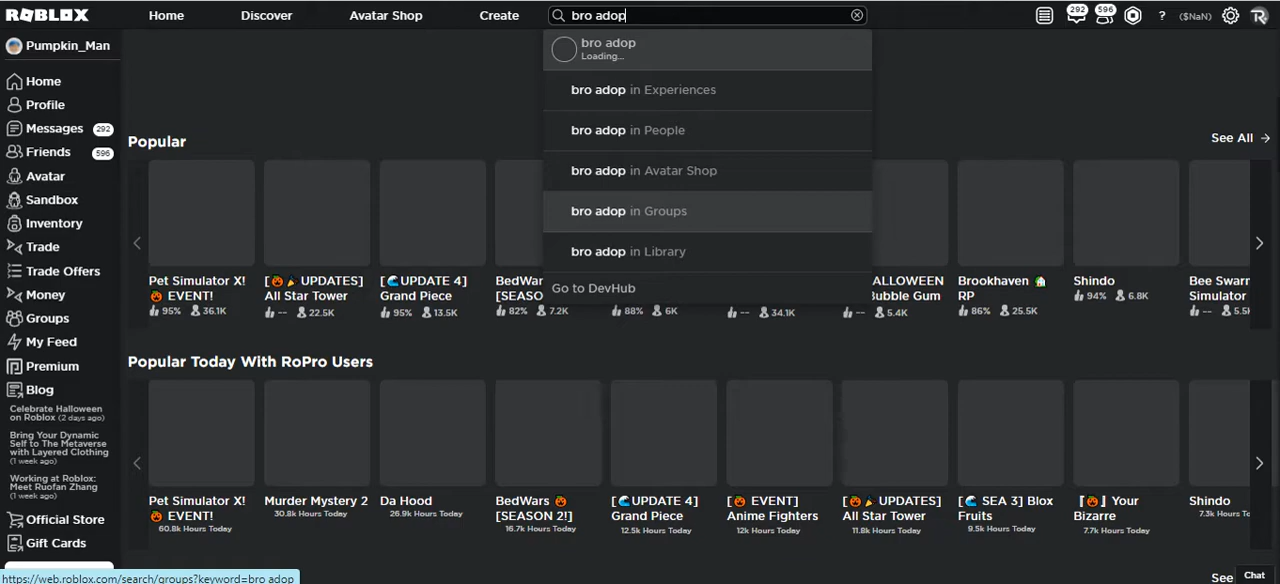 ROBLOX
Home
Discover
Avatar Shop
Create
bro adop
292
596
?
($NaN)
Pumpkin_Man
Home
Profile
Messages 292
Friends 596
Avatar
Sandbox
Inventory
Trade
Trade Offers
Money
Groups
My Feed
Premium
Blog
Celebrate Halloween
on Roblox (2 days ago)
Bring Your Dynamic
Self to The Metaverse
with Layered Clothing
(1 week ago)
Working at Roblox:
Meet Ruofan Zhang
(1 week ago)
Official Store
Gift Cards
https://web.roblox.com/search/groups?keyword=bro adop
bro adop
Loading...
bro adop in Experiences
bro adop in People
bro adop in Avatar Shop
bro adop in Groups
bro adop in Library
Go to DevHub
Popular
See All →
Pet Simulator X!
🎃 EVENT!
95% 36.1K
[🎃🎉UPDATES]
All Star Tower
-- 22.5K
[🌊UPDATE 4]
Grand Piece
95% 13.5K
BedWars
[SEASON
82% 7.2K
88% 6K
-- 34.1K
ALLOWEEN
Bubble Gum
-- 5.4K
Brookhaven 🏠
RP
86% 25.5K
Shindo
94% 6.8K
Bee Swarm
Simulator
-- 5.5K
Popular Today With RoPro Users
Pet Simulator X!
🎃 EVENT!
60.8k Hours Today
Murder Mystery 2
30.8k Hours Today
Da Hood
26.9k Hours Today
BedWars 🎃
[SEASON 2!]
16.7k Hours Today
[🌊UPDATE 4]
Grand Piece
12.5k Hours Today
[🎃 EVENT]
Anime Fighters
12k Hours Today
[🎃🎉 UPDATES]
All Star Tower
11.8k Hours Today
[🌊 SEA 3] Blox
Fruits
9.5k Hours Today
『🎃』Your
Bizarre
7.7k Hours Today
Shindo
7.3k Hours To
See
Chat